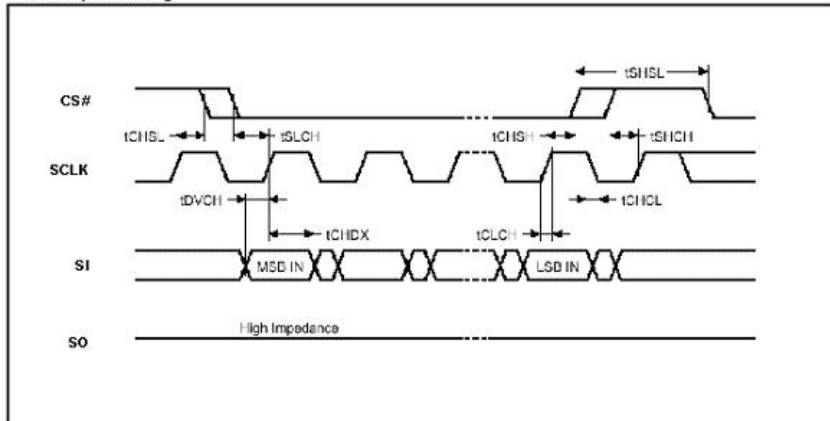 tSHSL
CS#
tCHSL
tSLCH
tCHSH
tSHCH
SCLK
tDVCH
tCHCL
tCHDX
tCLCH
SI
MSB IN
LSB IN
High Impedance
SO